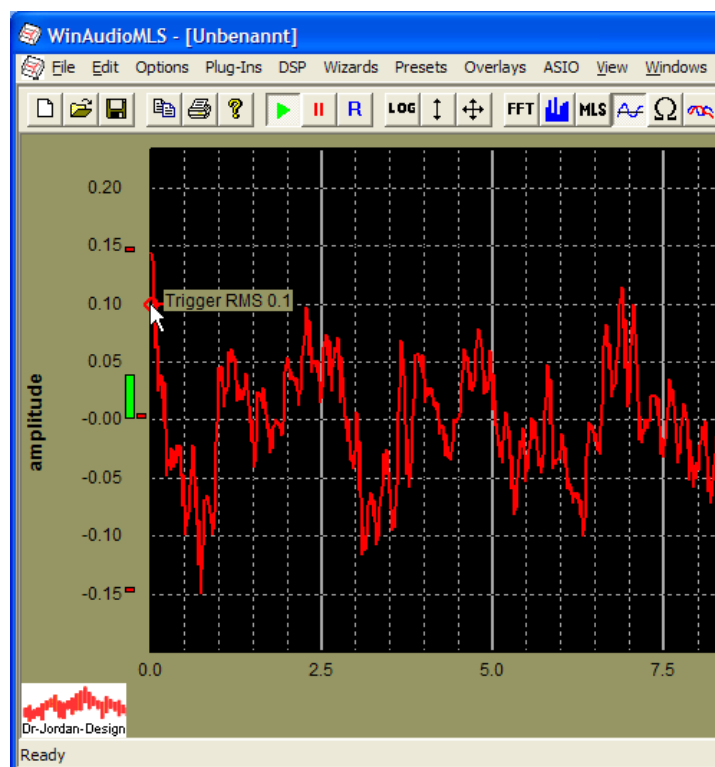 WinAudioMLS - [Unbenannt]
File Edit Options Plug-Ins DSP Wizards Presets Overlays ASIO View Windows
? R LOG FFT MLS Ω
0.20
0.15
0.10
Trigger RMS 0.1
0.05
-0.00
-0.05
-0.10
-0.15
amplitude
0.0 2.5 5.0 7.5
Dr-Jordan-Design
Ready